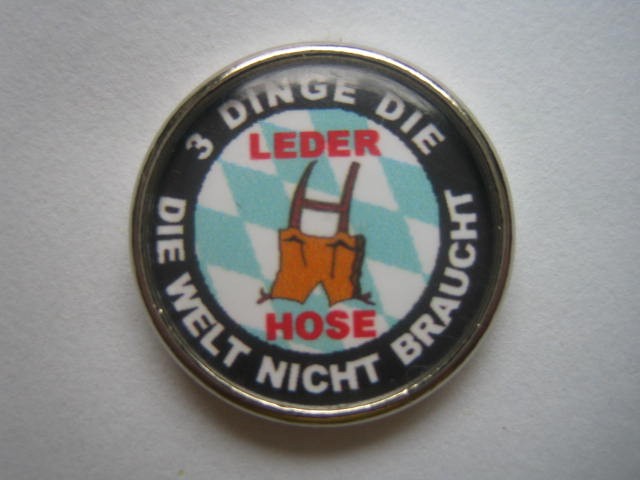 3 DINGE DIE
LEDER
HOSE
DIE WELT NICHT BRAUCHT